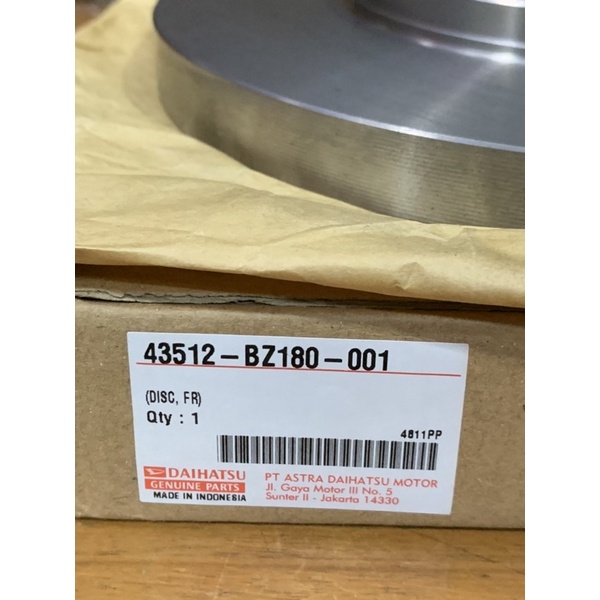 43512-BZ180-001
(DISC, FR)
Qty : 1
4811PP
DAIHATSU
GENUINE PARTS
MADE IN INDONESIA
PT ASTRA DAIHATSU MOTOR
Jl. Gaya Motor III No. 5
Sunter II - Jakarta 14330